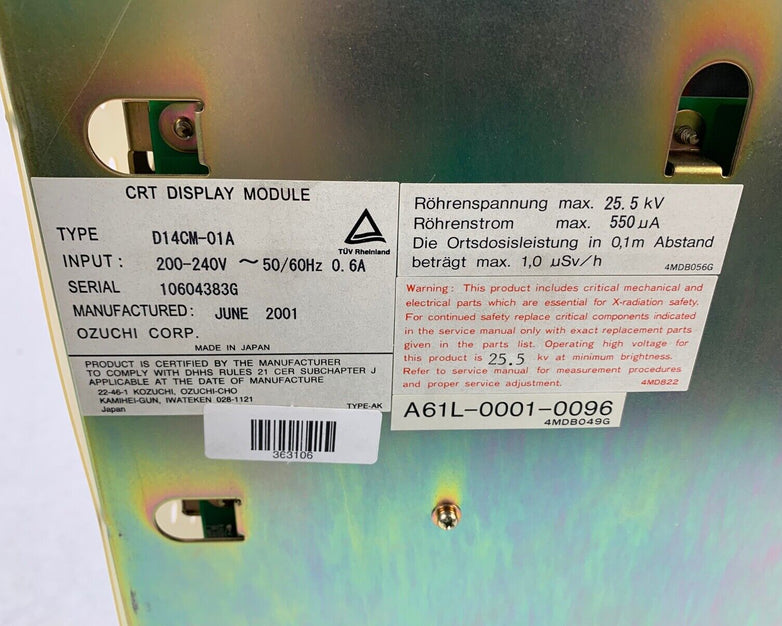 CRT DISPLAY MODULE
TYPE D14CM-01A
TÜV Rheinland
INPUT: 200-240V ~ 50/60Hz 0.6A
SERIAL 10604383G
MANUFACTURED: JUNE 2001
OZUCHI CORP.
MADE IN JAPAN
PRODUCT IS CERTIFIED BY THE MANUFACTURER
TO COMPLY WITH DHHS RULES 21 CER SUBCHAPTER J
APPLICABLE AT THE DATE OF MANUFACTURE
22-46-1 KOZUCHI, OZUCHI-CHO
KAMIHEI-GUN, IWATEKEN 028-1121
Japan TYPE-AK
363106
Röhrenspannung max. 25.5 kV
Röhrenstrom max. 550μA
Die Ortsdosisleistung in 0,1m Abstand
beträgt max. 1,0 μSv/h
4MDB056G
Warning: This product includes critical mechanical and
electrical parts which are essential for X-radiation safety.
For continued safety replace critical components indicated
in the service manual only with exact replacement parts
given in the parts list. Operating high voltage for
this product is 25.5 kv at minimum brightness.
Refer to service manual for measurement procedures
and proper service adjustment. 4MD822
A61L-0001-0096
4MDB049G